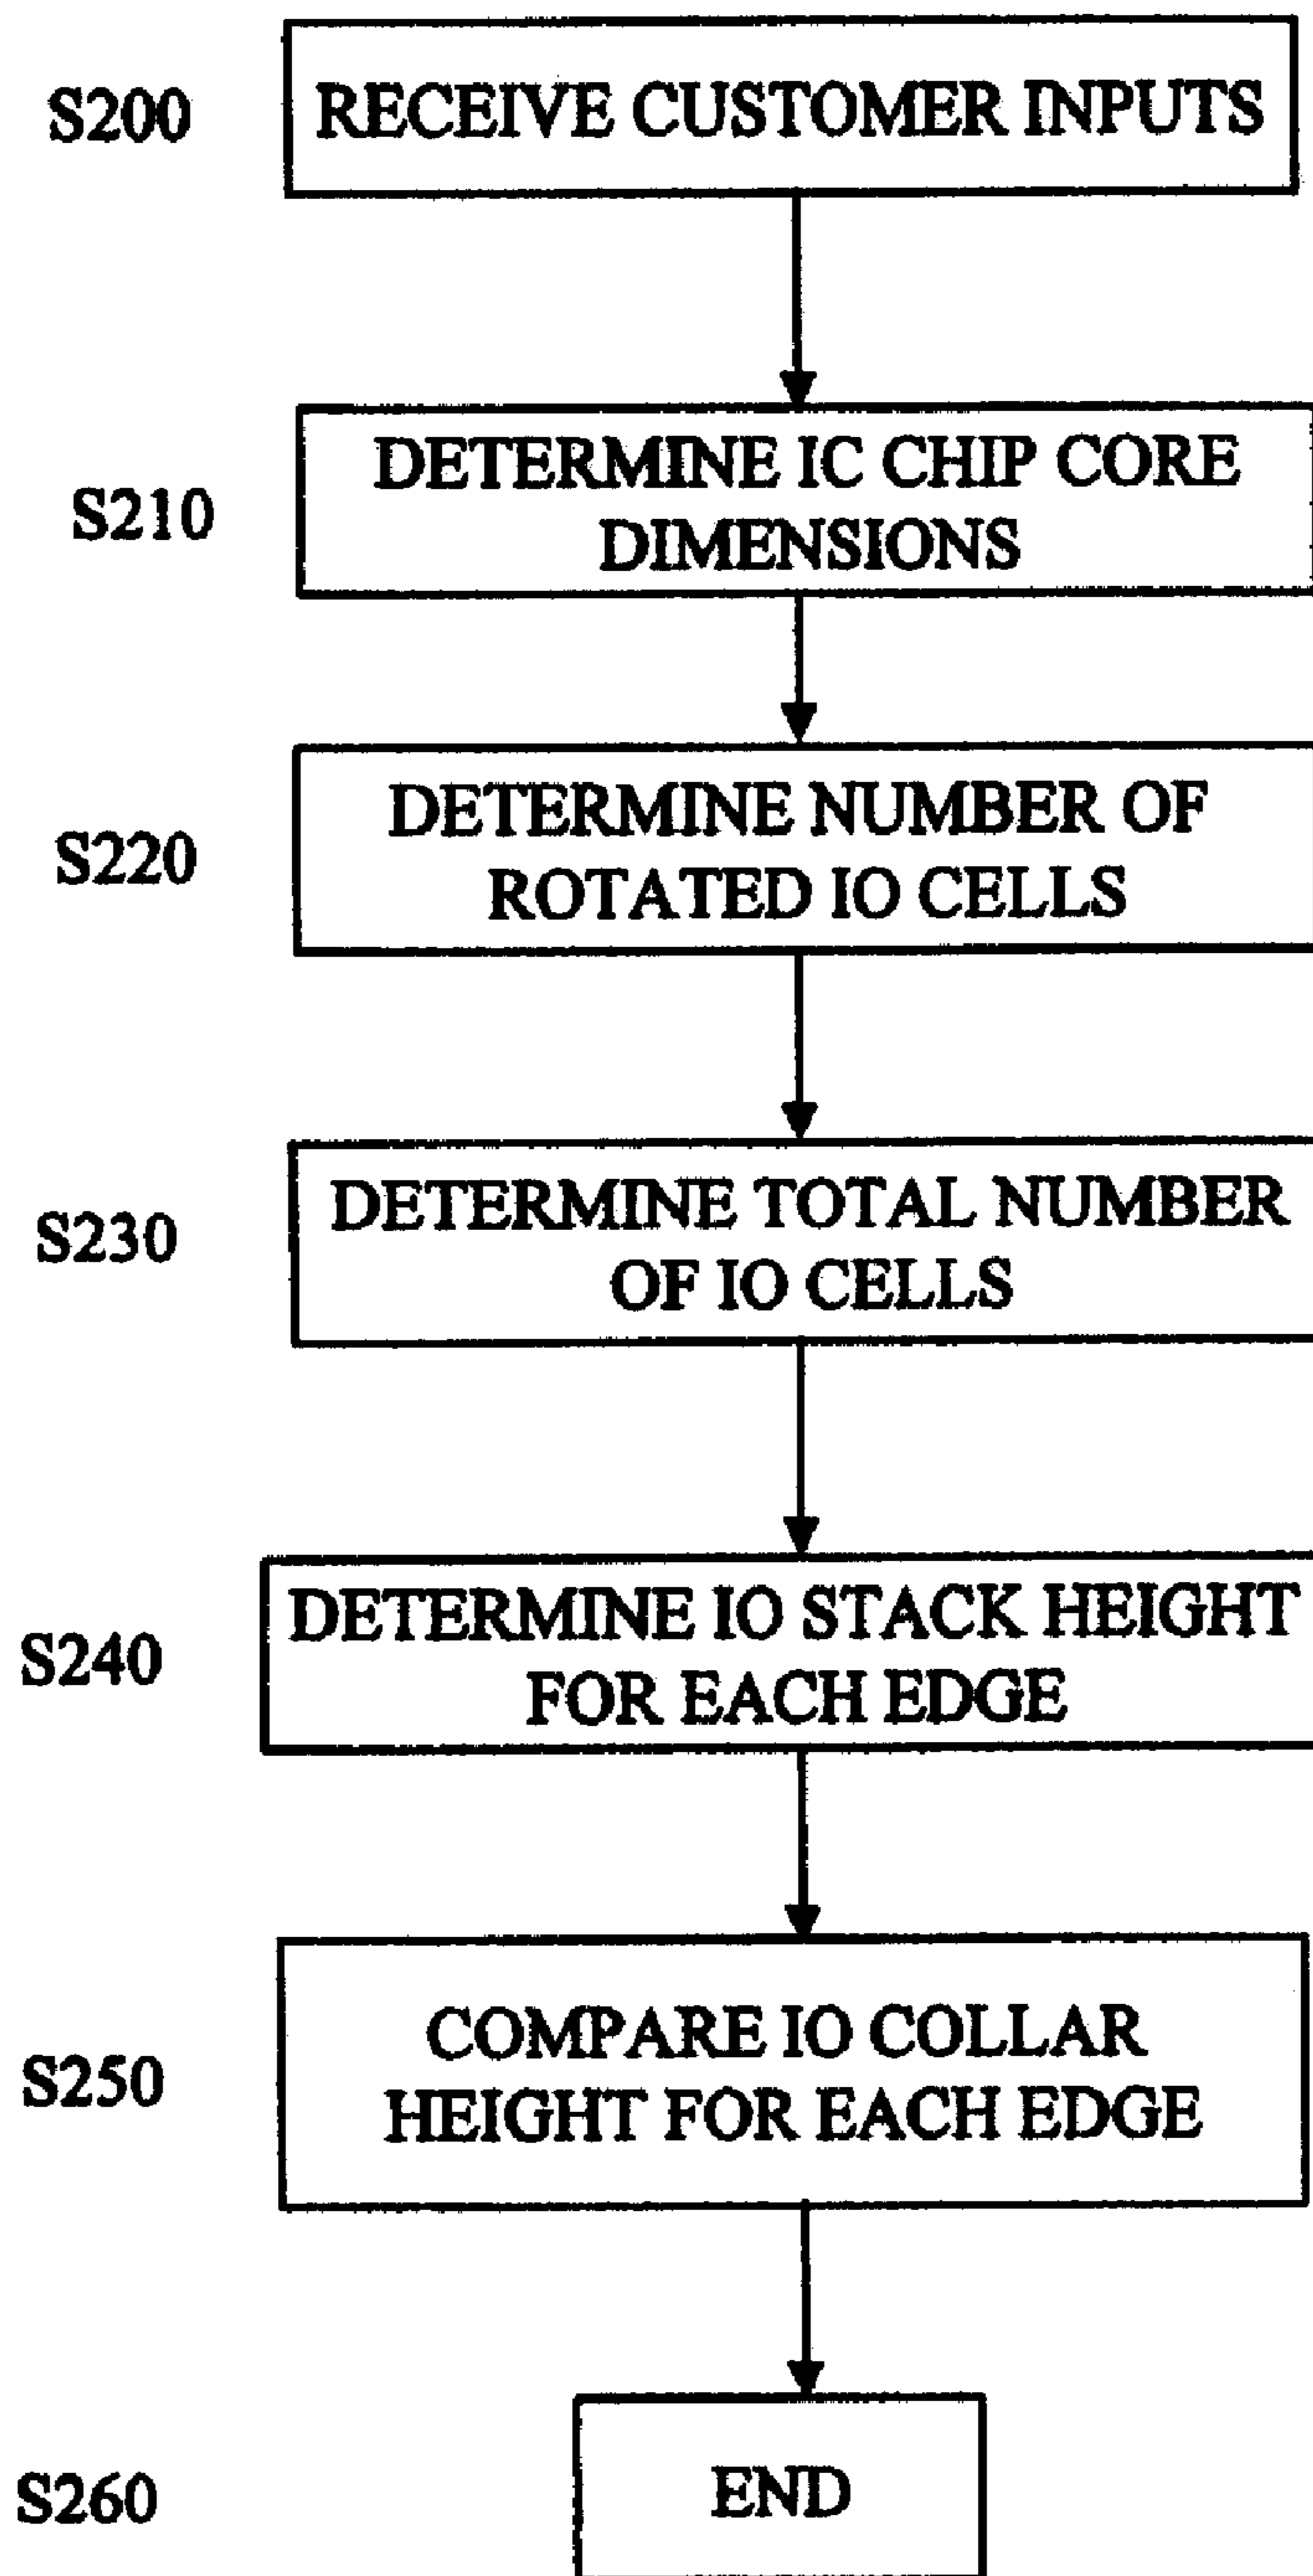 S200
RECEIVE CUSTOMER INPUTS
S210
DETERMINE IC CHIP CORE
DIMENSIONS
S220
DETERMINE NUMBER OF
ROTATED IO CELLS
S230
DETERMINE TOTAL NUMBER
OF IO CELLS
S240
DETERMINE IO STACK HEIGHT
FOR EACH EDGE
S250
COMPARE IO COLLAR
HEIGHT FOR EACH EDGE
S260
END